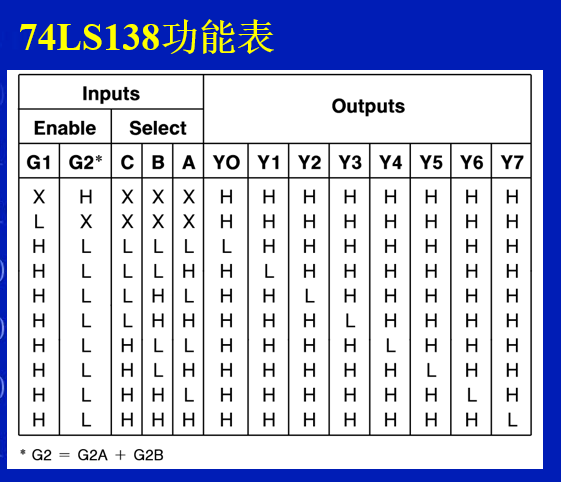 74LS138功能表
Inputs
Outputs
Enable Select
G1 G2* C B A YO Y1 Y2 Y3 Y4 Y5 Y6 Y7
X H X X X H H H H H H H H
L X X X X H H H H H H H H
H L L L L L H H H H H H H
H L L L H H L H H H H H H
H L L H L H H L H H H H H
H L L H H H H H L H H H H
H L H L L H H H H L H H H
H L H L H H H H H H L H H
H L H H L H H H H H H L H
H L H H H H H H H H H H L
* G2 = G2A + G2B